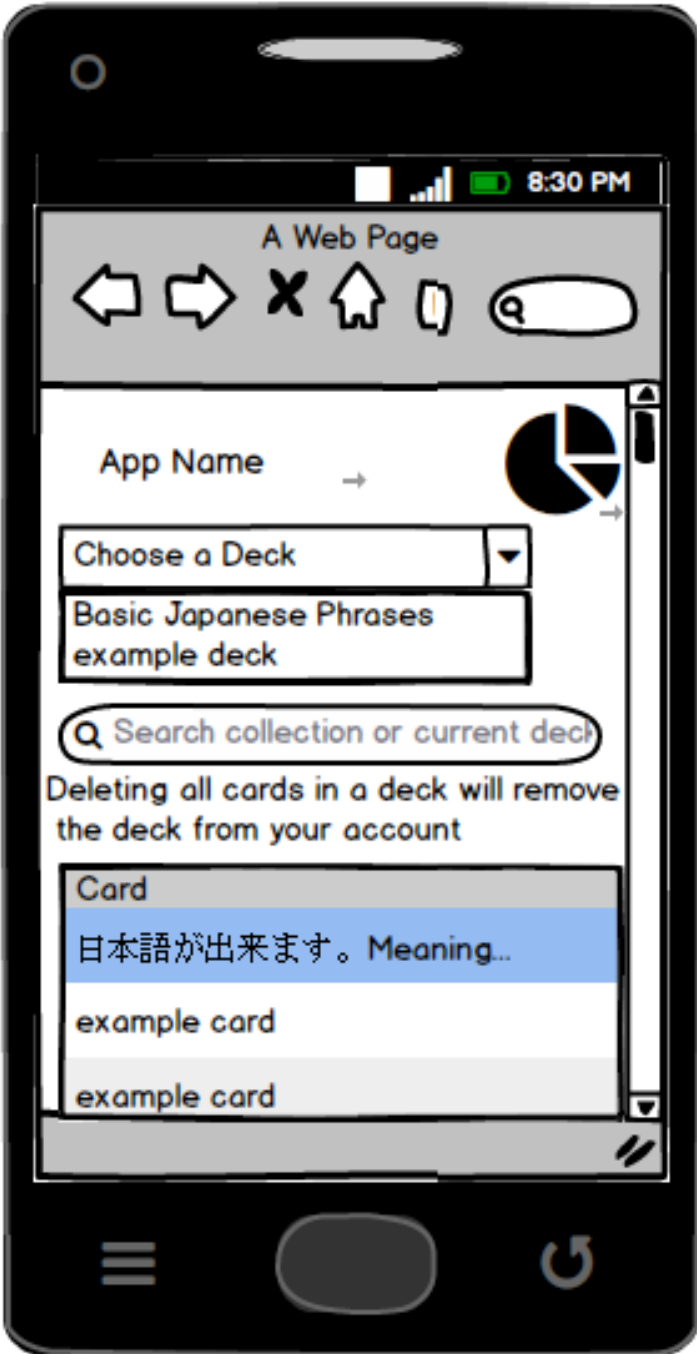 8:30 PM
A Web Page
App Name
Choose a Deck
Basic Japanese Phrases
example deck
Search collection or current deck
Deleting all cards in a deck will remove
the deck from your account
Card
日本語が出来ます。Meaning...
example card
example card